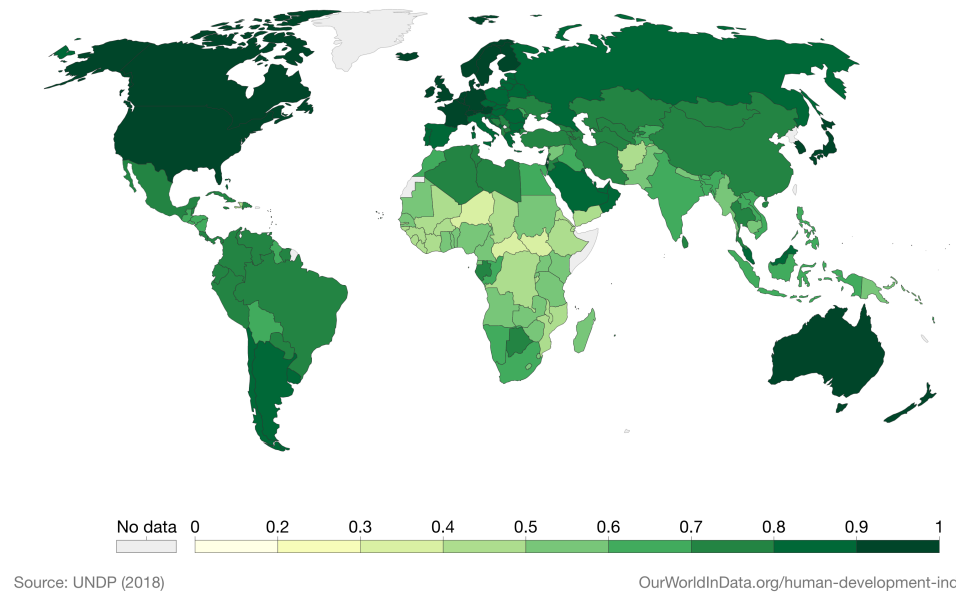 No data 0 0.2 0.3 0.4 0.5 0.6 0.7 0.8 0.9 1
Source: UNDP (2018) OurWorldInData.org/human-development-ind